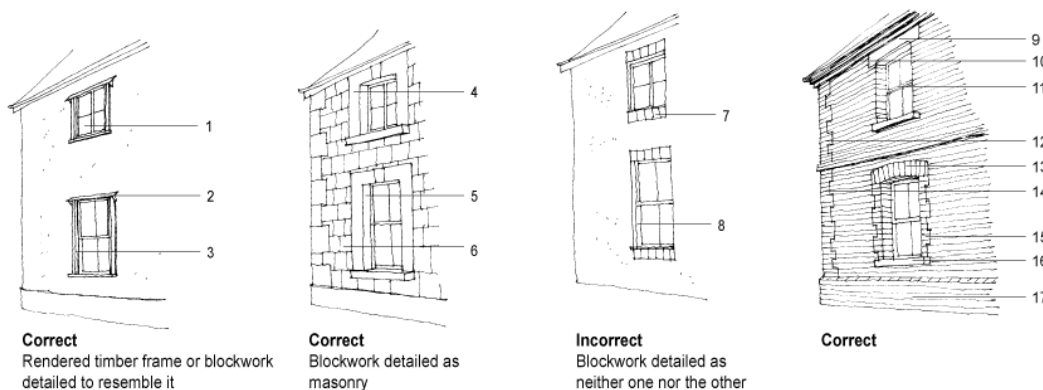 1
2
3
4
5
6
7
8
9
10
11
12
13
14
15
16
17
Correct
Rendered timber frame or blockwork
detailed to resemble it
Correct
Blockwork detailed as
masonry
Incorrect
Blockwork detailed as
neither one nor the other
Correct